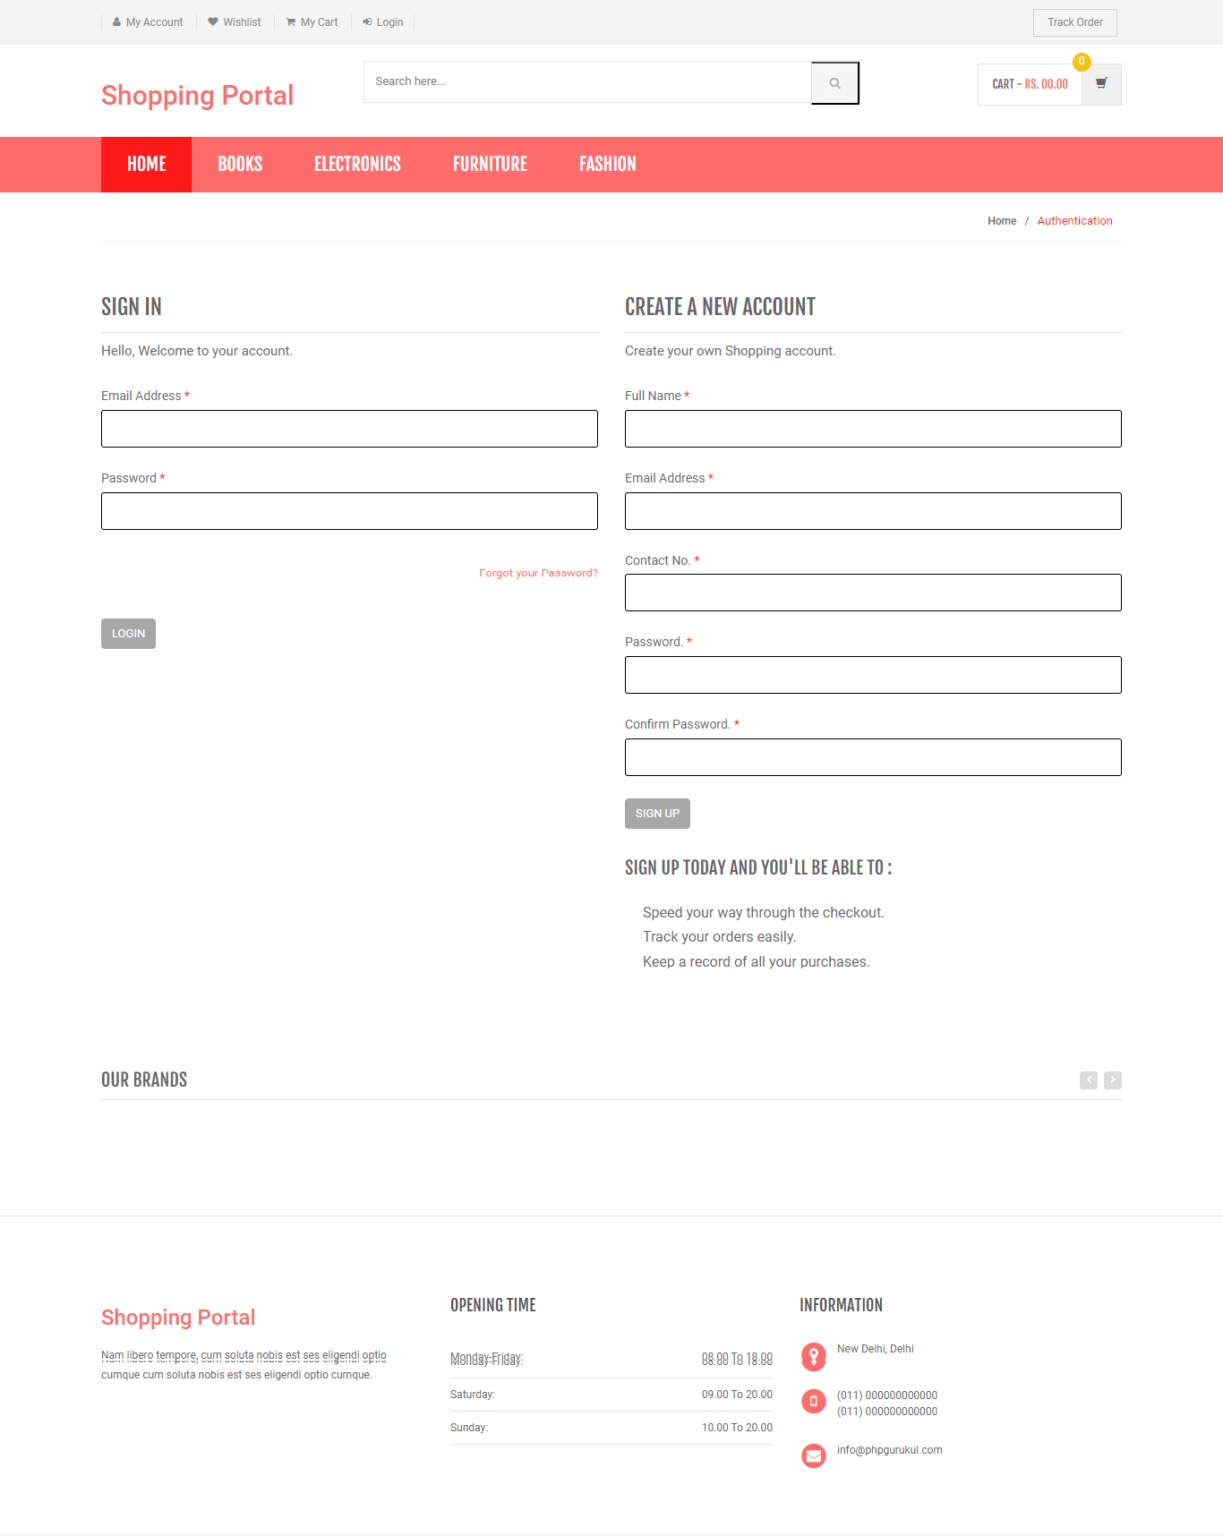 My Account
Wishlist
My Cart
Login
Track Order
Shopping Portal
Search here...
CART - RS. 00.00
0
HOME
BOOKS
ELECTRONICS
FURNITURE
FASHION
Home / Authentication
SIGN IN
Hello, Welcome to your account.
Email Address *
Password *
Forgot your Password?
LOGIN
CREATE A NEW ACCOUNT
Create your own Shopping account.
Full Name *
Email Address *
Contact No. *
Password. *
Confirm Password. *
SIGN UP
SIGN UP TODAY AND YOU'LL BE ABLE TO :
Speed your way through the checkout.
Track your orders easily.
Keep a record of all your purchases.
OUR BRANDS
Shopping Portal
Nam libero tempore, cum soluta nobis est ses eligendi optio
cumque cum soluta nobis est ses eligendi optio cumque.
OPENING TIME
Monday-Friday: 08.00 To 18.00
Saturday: 09.00 To 20.00
Sunday: 10.00 To 20.00
INFORMATION
New Delhi, Delhi
(011) 000000000000
(011) 000000000000
info@phpgurukul.com